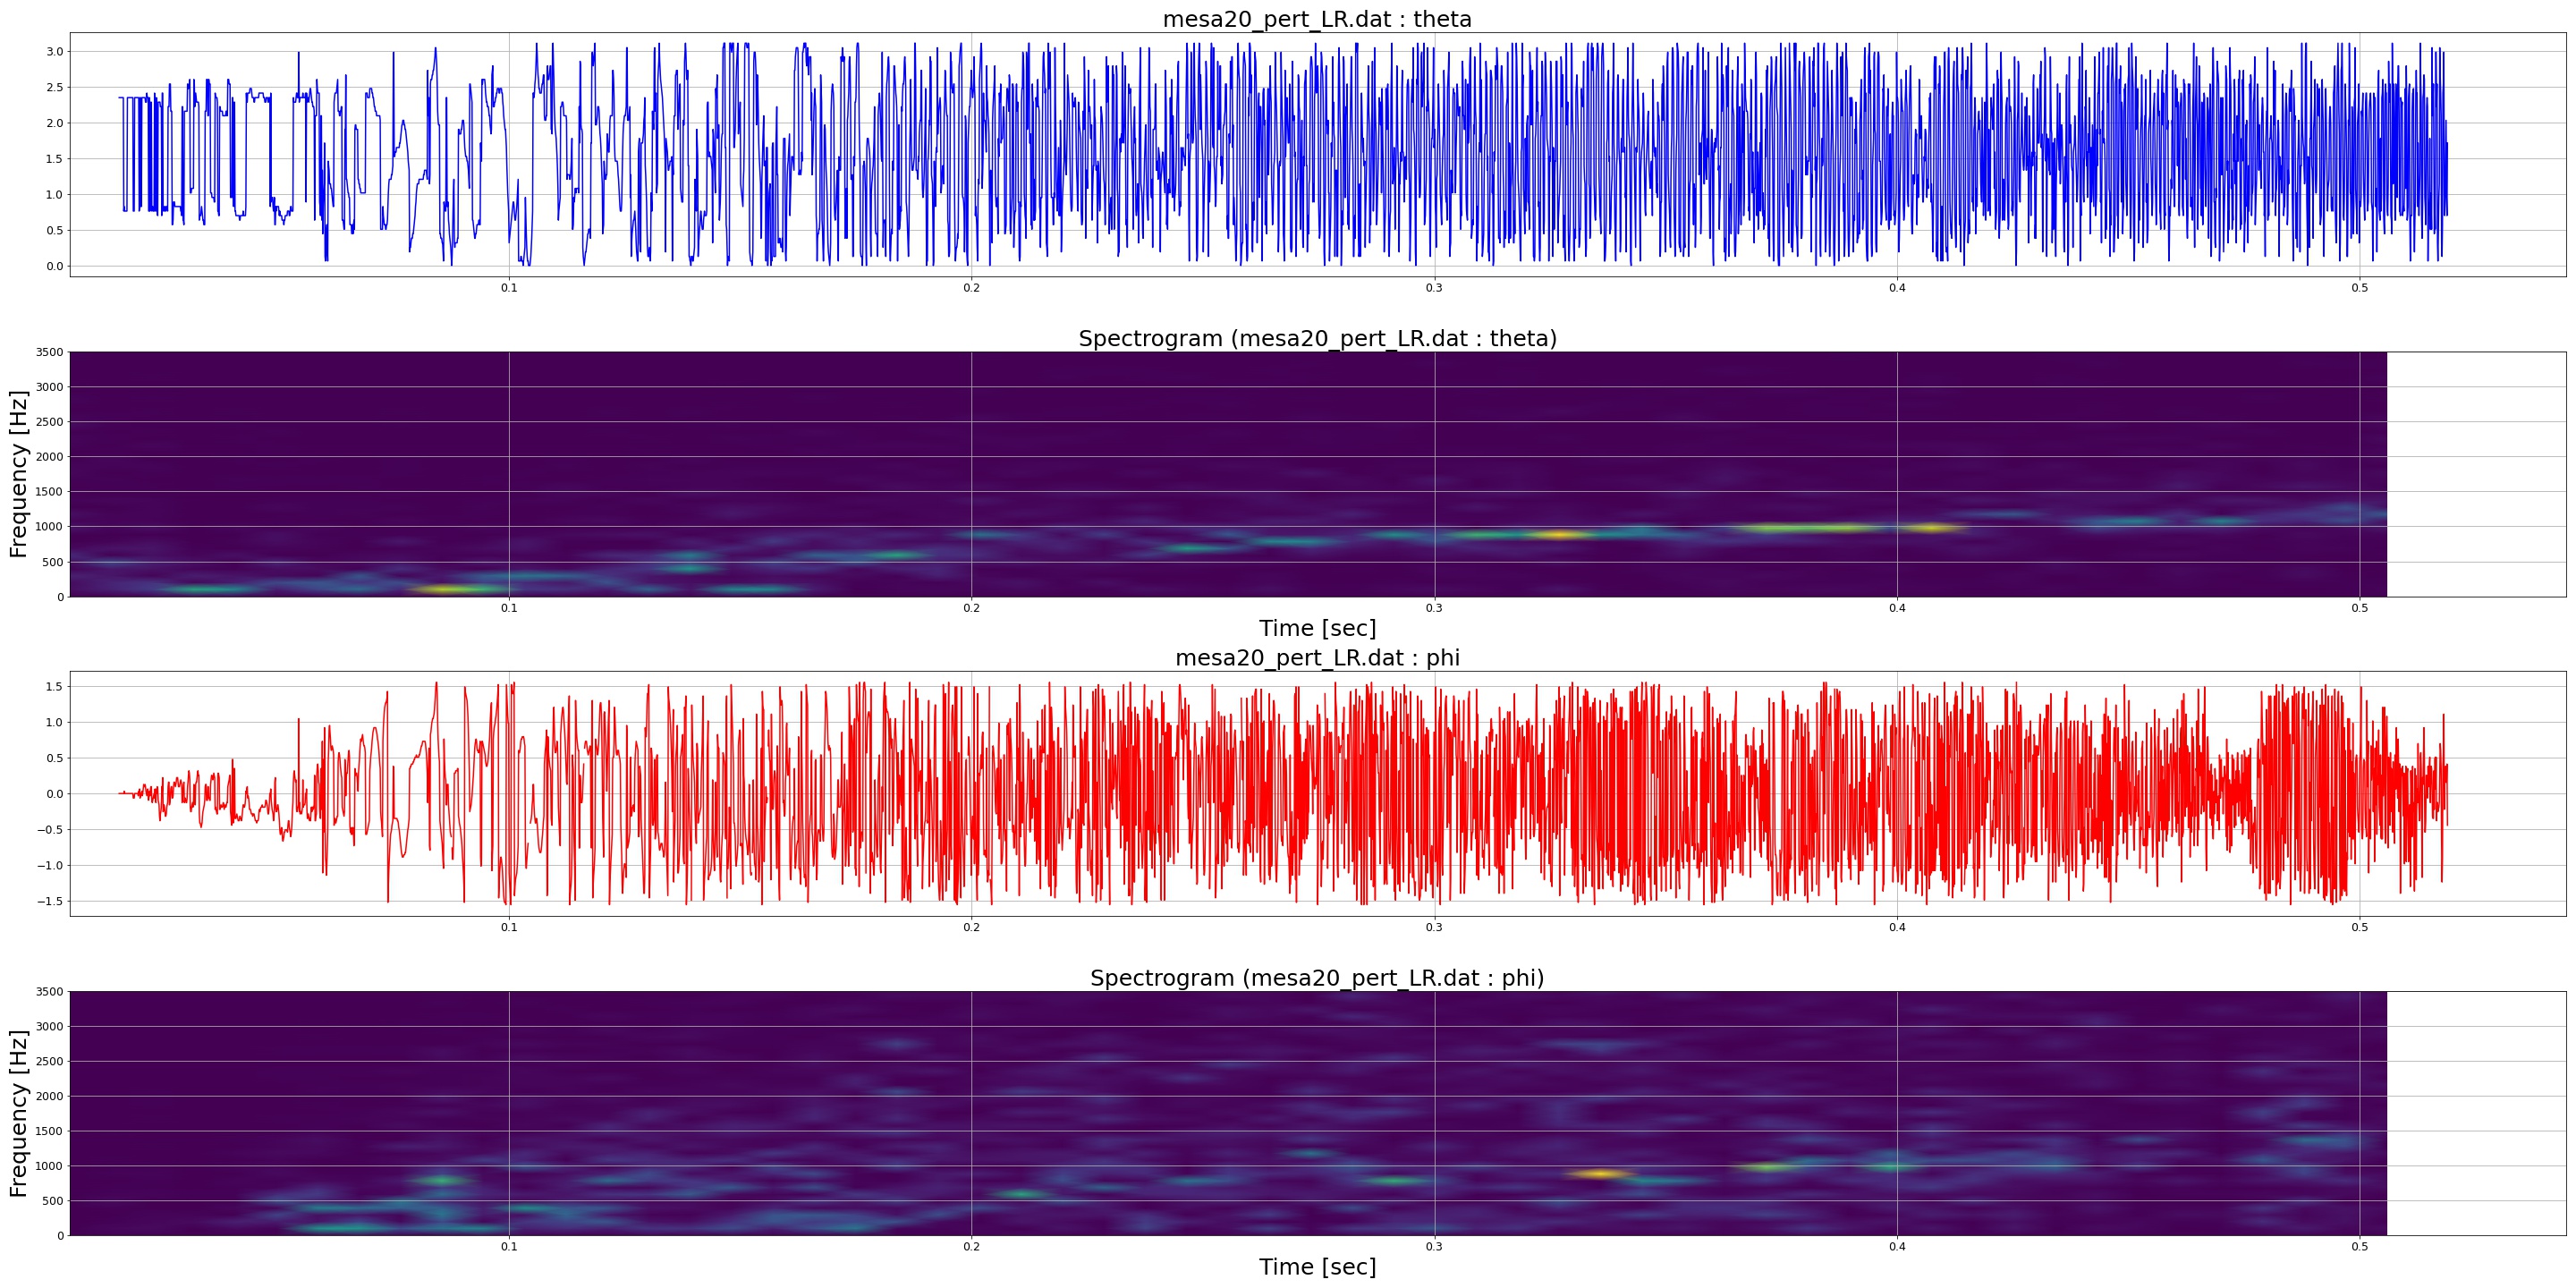 mesa20_pert_LR.dat : theta
3.0
2.5
2.0
1.5
1.0
0.5
0.0
0.1 0.2 0.3 0.4 0.5
Spectrogram (mesa20_pert_LR.dat : theta)
Frequency [Hz]
3500
3000
2500
2000
1500
1000
500
0
0.1 0.2 0.3 0.4 0.5
Time [sec]
mesa20_pert_LR.dat : phi
1.5
1.0
0.5
0.0
−0.5
−1.0
−1.5
0.1 0.2 0.3 0.4 0.5
Spectrogram (mesa20_pert_LR.dat : phi)
Frequency [Hz]
3500
3000
2500
2000
1500
1000
500
0
0.1 0.2 0.3 0.4 0.5
Time [sec]